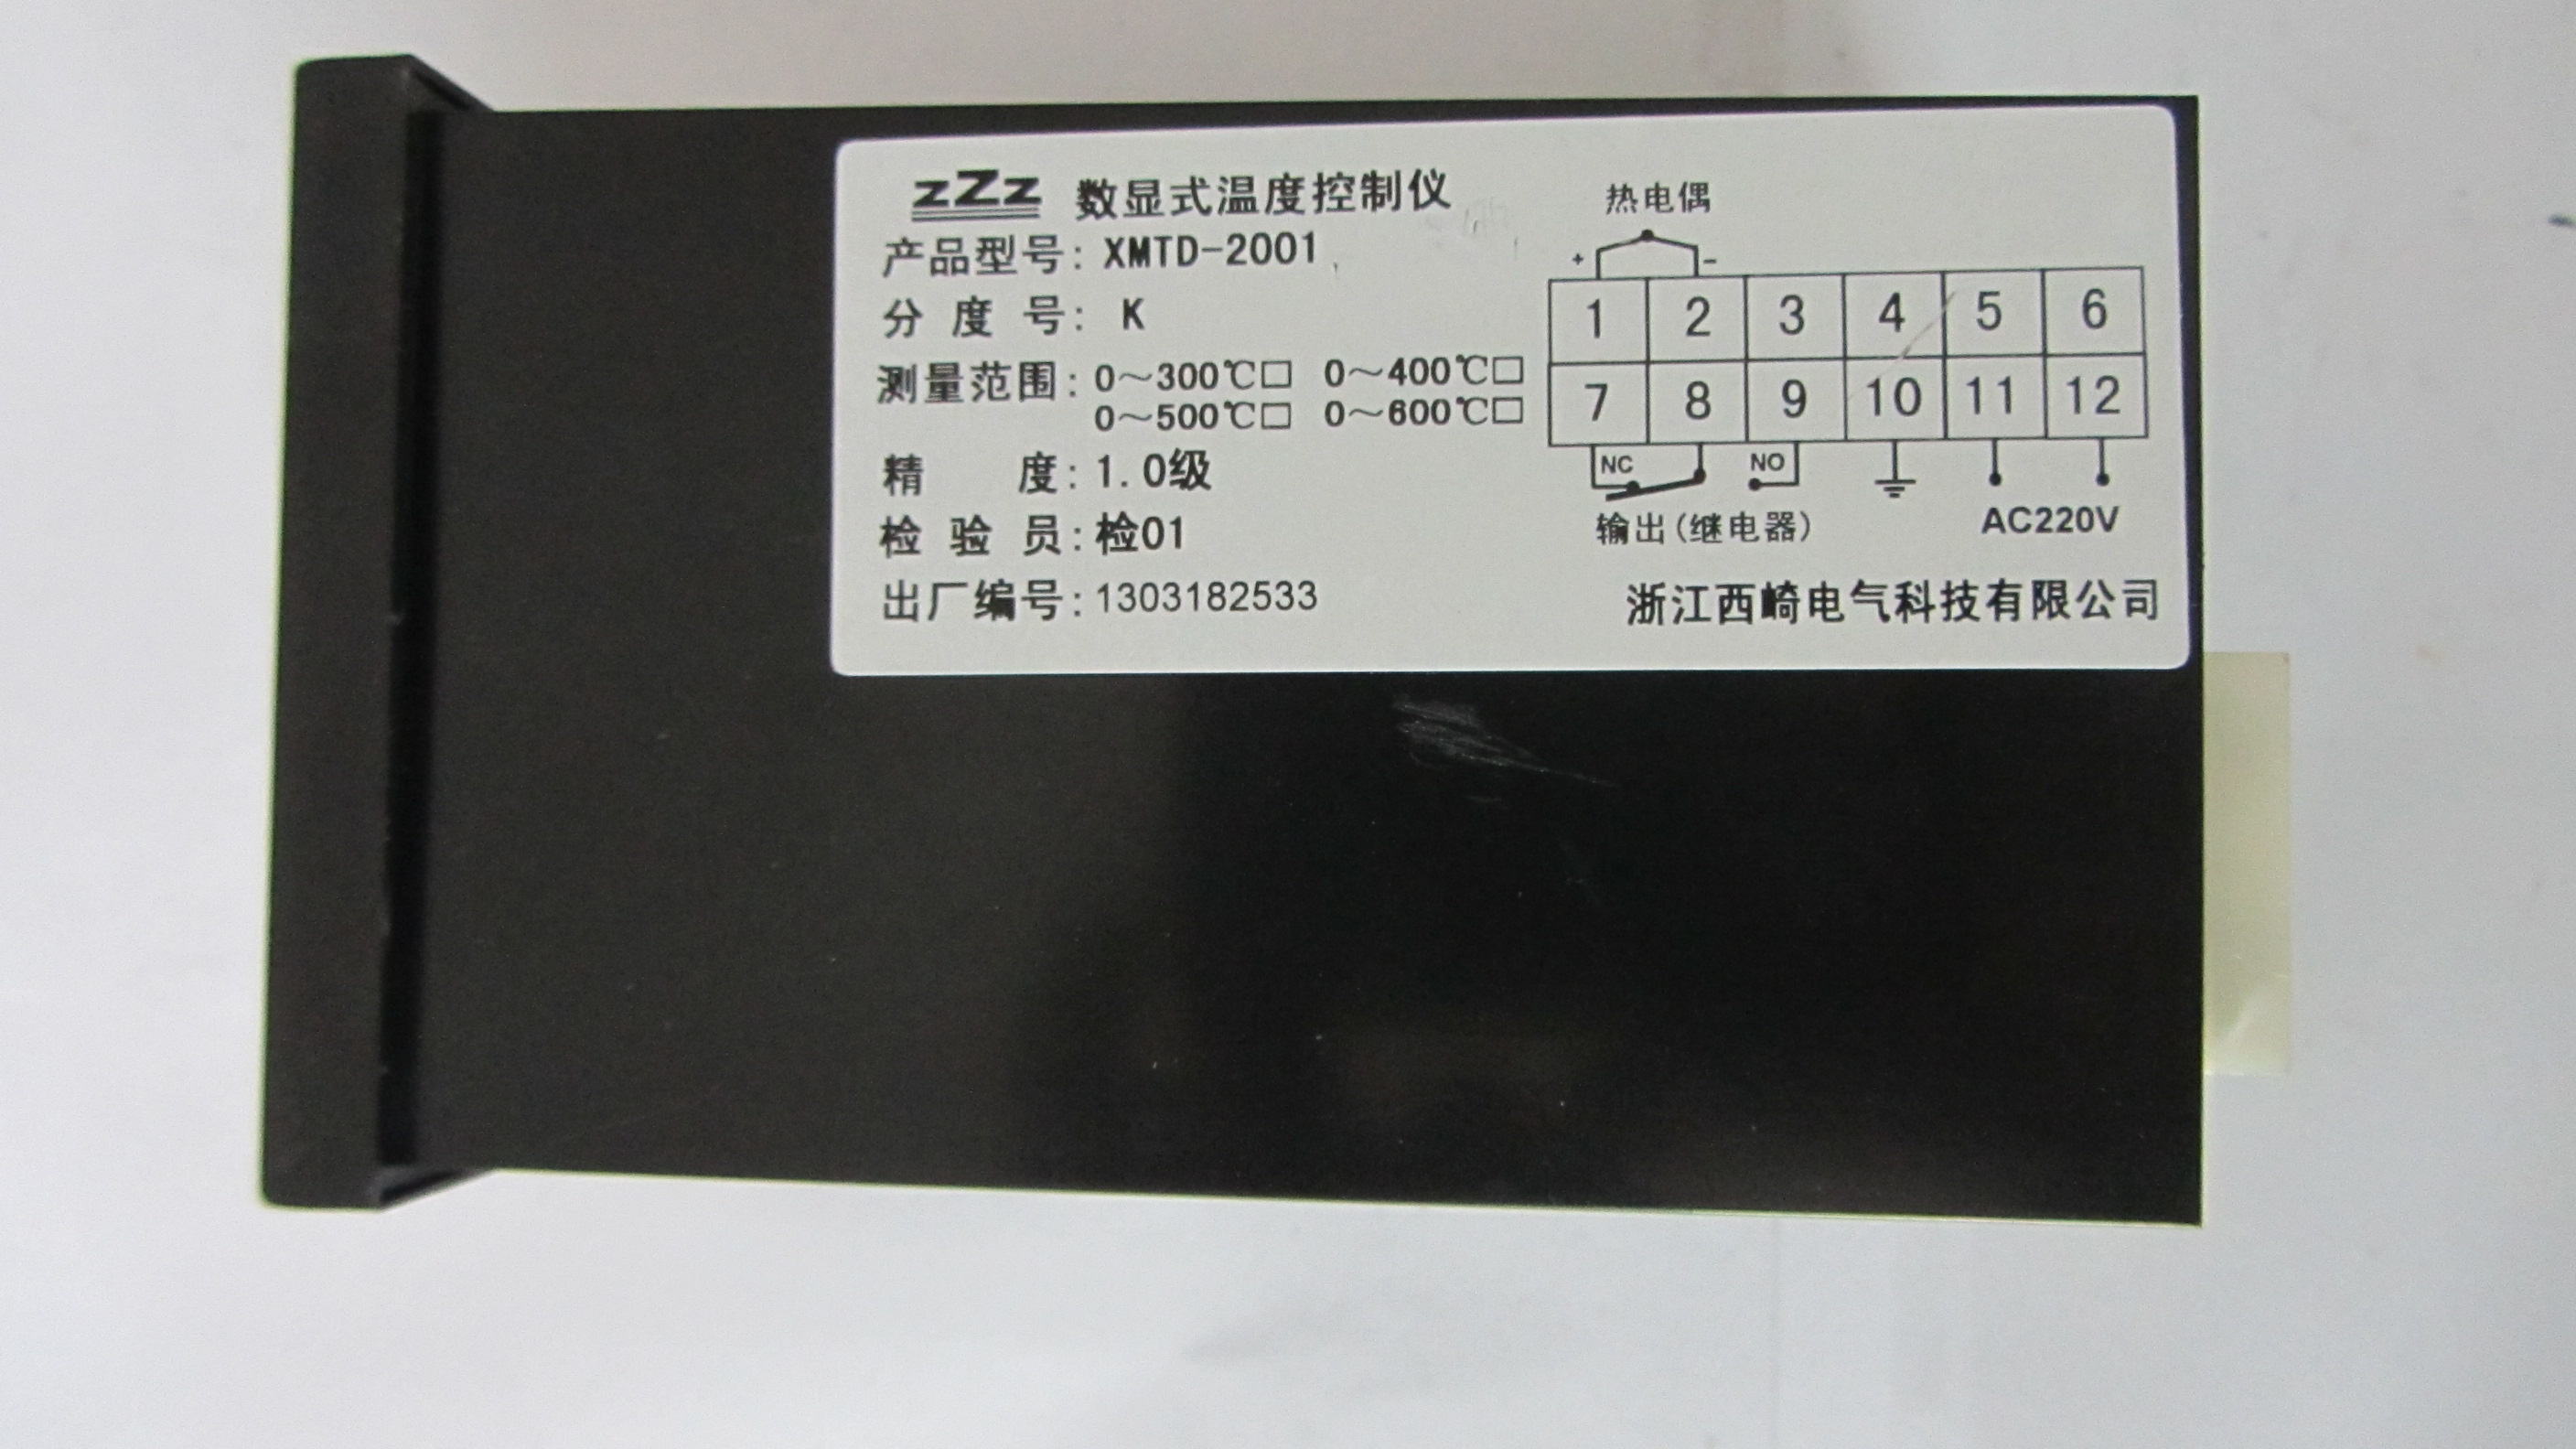 zZz 数显式温度控制仪
产品型号: XMTD-2001
分 度 号: K
测量范围: 0～300℃□ 0～400℃□
0～500℃□ 0～600℃□
精 度: 1.0级
检 验 员: 检01
出厂编号: 1303182533
热电偶
+ −
1 2 3 4 5 6
7 8 9 10 11 12
NC NO
输出(继电器) AC220V
浙江西崎电气科技有限公司